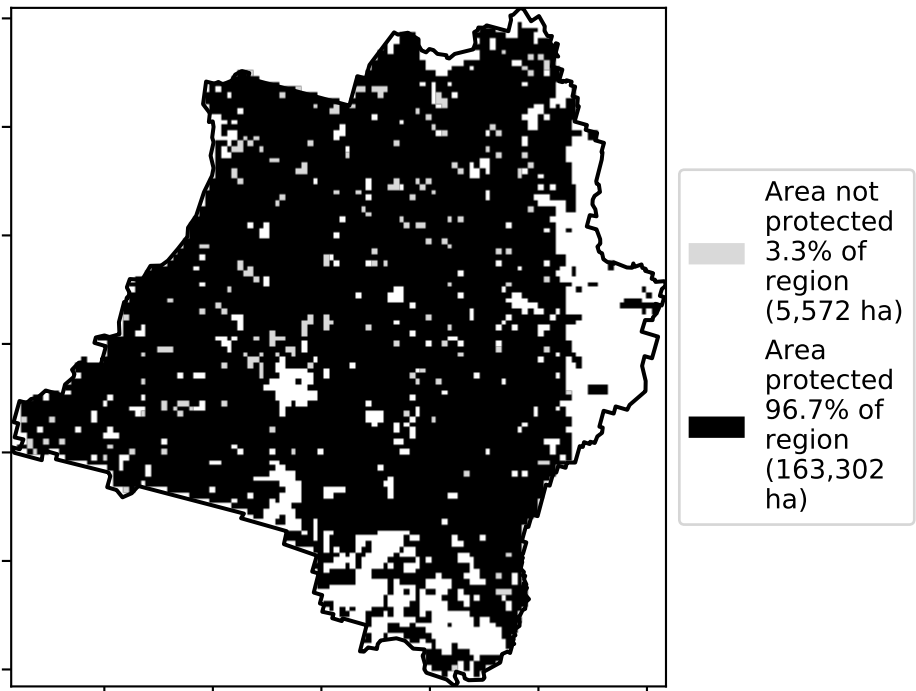 Area not
protected
3.3% of
region
(5,572 ha)
Area
protected
96.7% of
region
(163,302
ha)